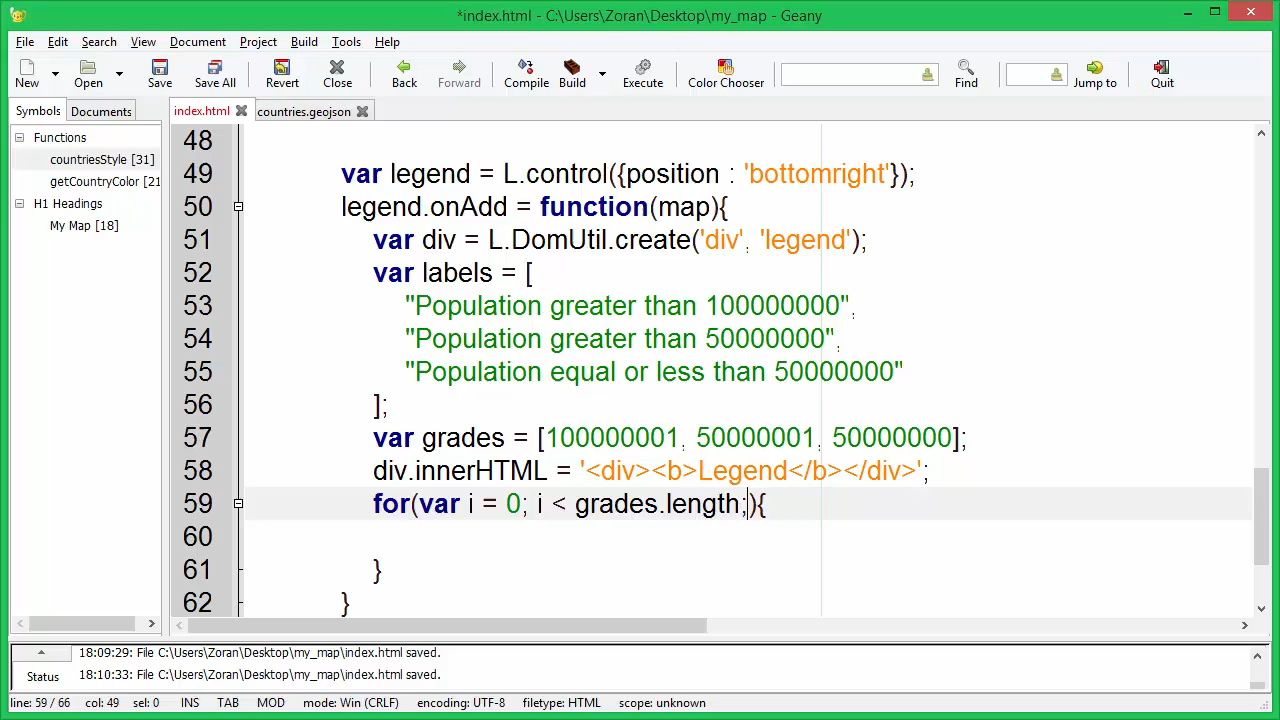 *index.html - C:\Users\Zoran\Desktop\my_map - Geany
File Edit Search View Document Project Build Tools Help
New Open Save Save All Revert Close Back Forward Compile Build Execute Color Chooser Find Jump to Quit
Symbols Documents index.html countries.geojson
Functions
countriesStyle [31]
getCountryColor [21
H1 Headings
My Map [18]
48
49 var legend = L.control({position : 'bottomright'});
50 legend.onAdd = function(map){
51 var div = L.DomUtil.create('div', 'legend');
52 var labels = [
53 "Population greater than 100000000",
54 "Population greater than 50000000",
55 "Population equal or less than 50000000"
56 ];
57 var grades = [100000001, 50000001, 50000000];
58 div.innerHTML = '<div><b>Legend</b></div>';
59 for(var i = 0; i < grades.length;){
60
61 }
62 }
Status
18:09:29: File C:\Users\Zoran\Desktop\my_map\index.html saved.
18:10:33: File C:\Users\Zoran\Desktop\my_map\index.html saved.
line: 59 / 66 col: 49 sel: 0 INS TAB MOD mode: Win (CRLF) encoding: UTF-8 filetype: HTML scope: unknown